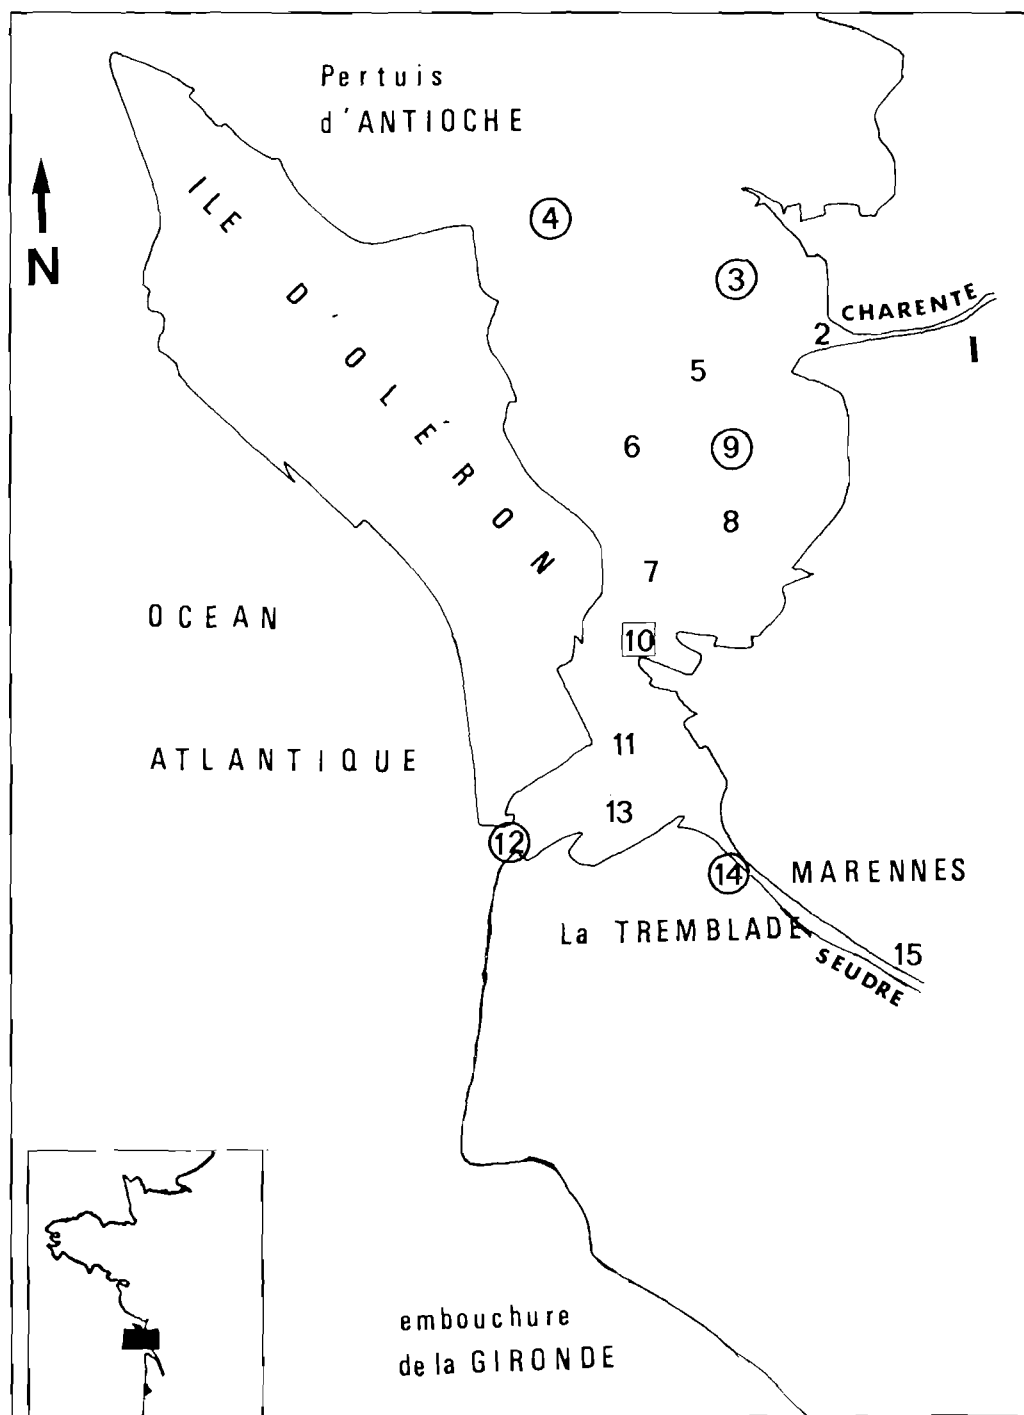 Pertuis
d'ANTIOCHE
ILE D'OLÉRON
N
4
3
CHARENTE
2
1
5
6
9
8
7
OCEAN
10
11
ATLANTIQUE
13
12
14
MARENNES
La TREMBLADE
15
SEUDRE
embouchure
de la GIRONDE